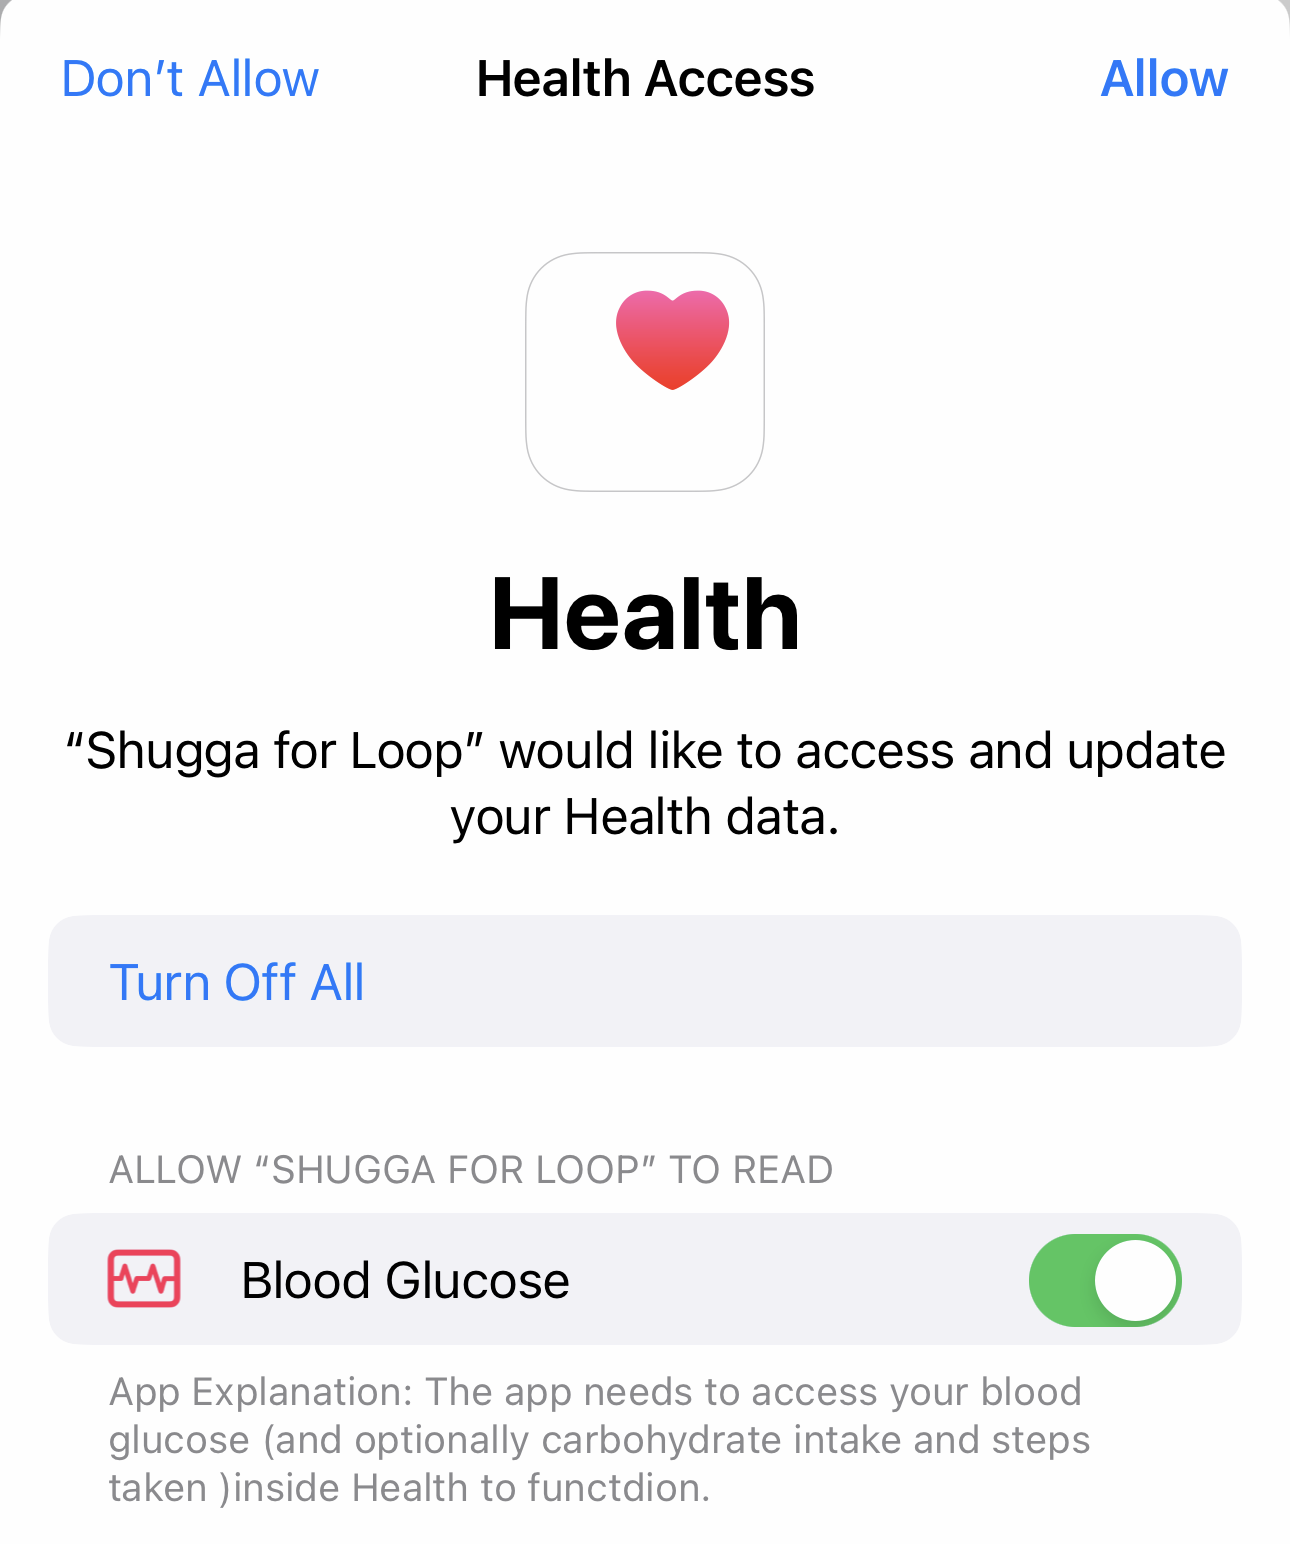 Don’t Allow
Health Access
Allow
Health
“Shugga for Loop” would like to access and update
your Health data.
Turn Off All
ALLOW “SHUGGA FOR LOOP” TO READ
Blood Glucose
App Explanation: The app needs to access your blood
glucose (and optionally carbohydrate intake and steps
taken )inside Health to functdion.